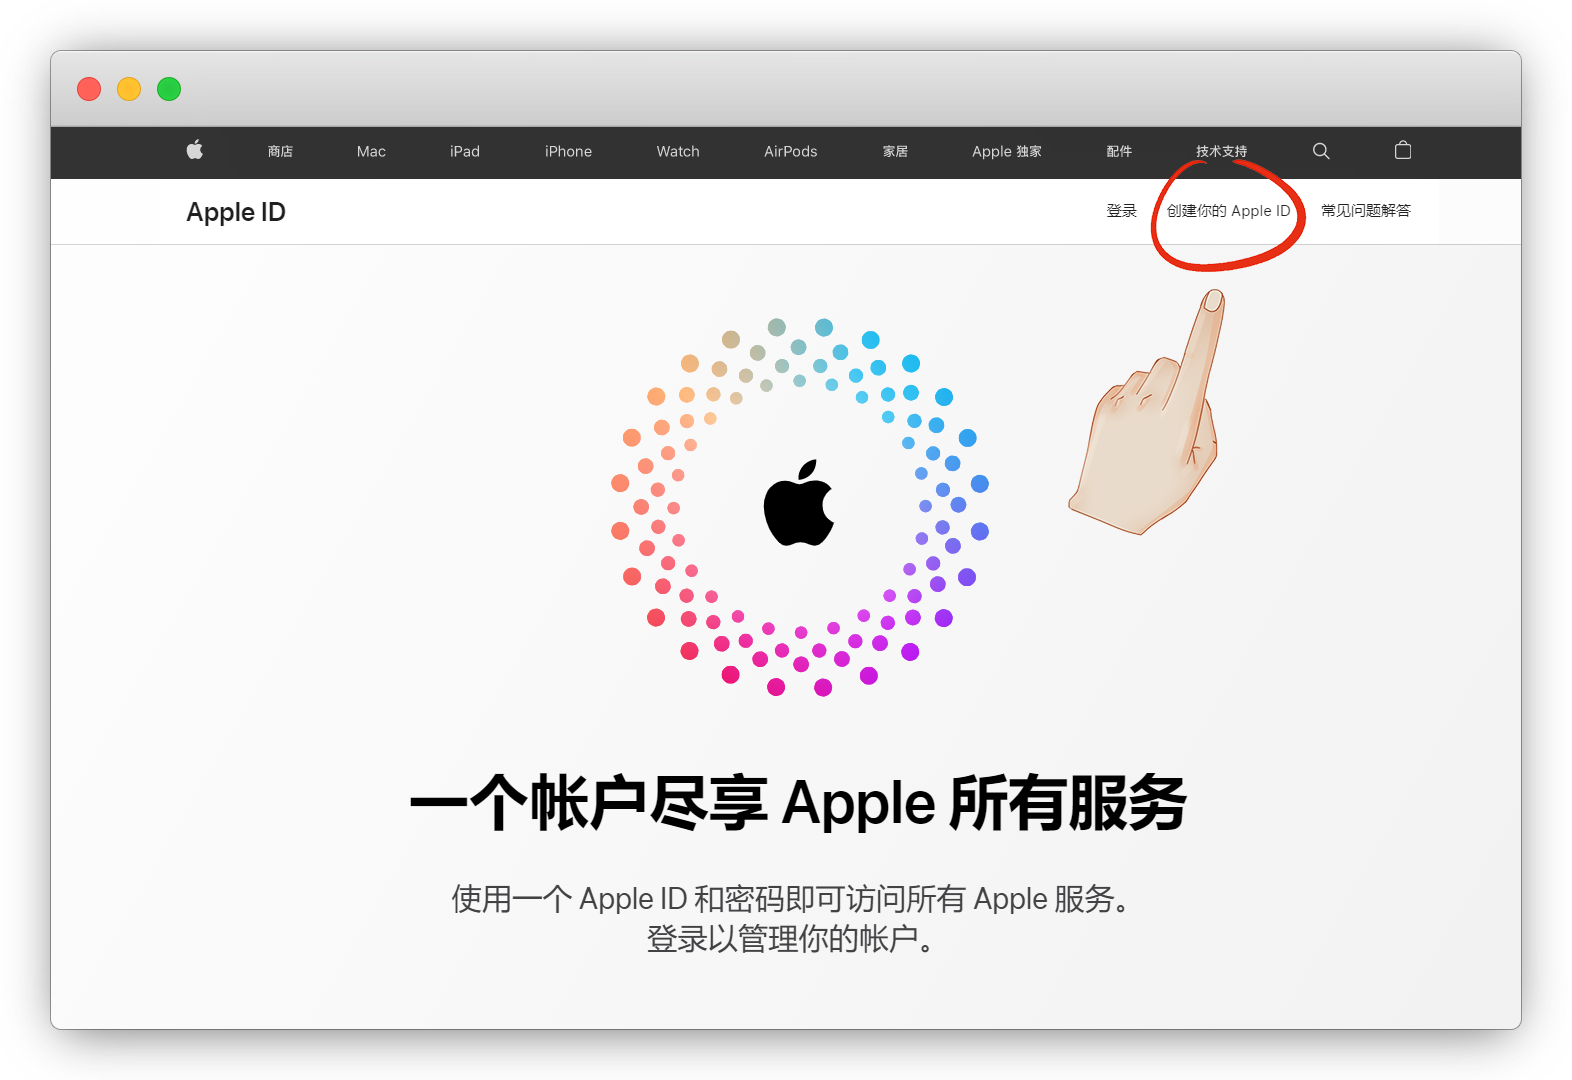 商店 Mac iPad iPhone Watch AirPods 家居 Apple 独家 配件 技术支持
Apple ID 登录 创建你的 Apple ID 常见问题解答
一个帐户尽享 Apple 所有服务
使用一个 Apple ID 和密码即可访问所有 Apple 服务。
登录以管理你的帐户。